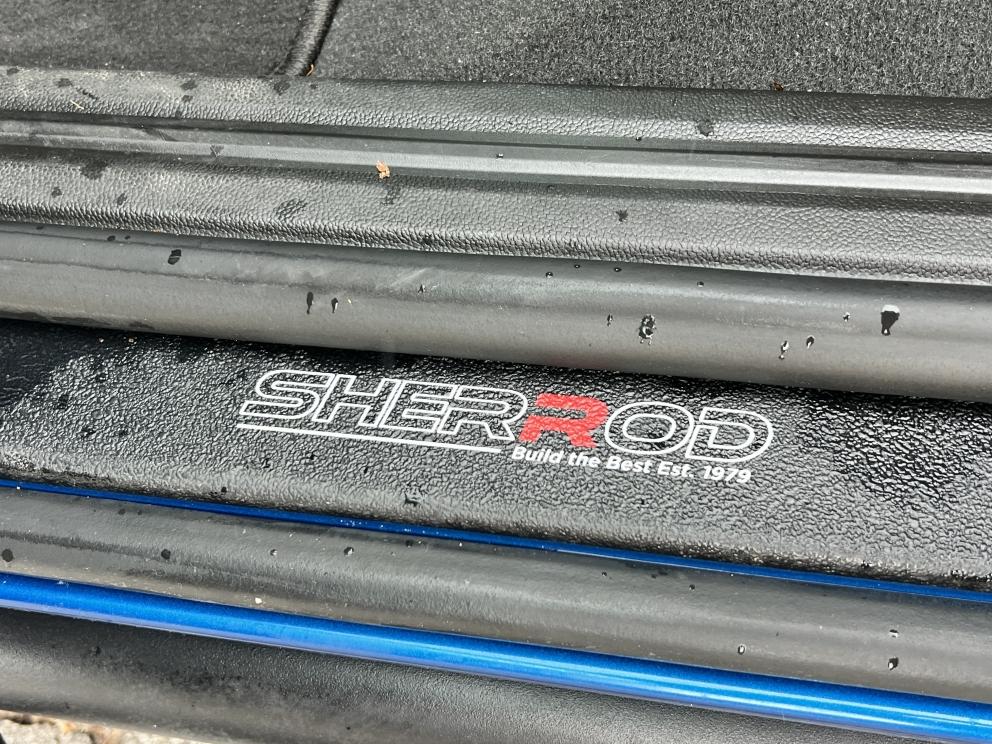 SHERROD
Build the Best Est. 1979